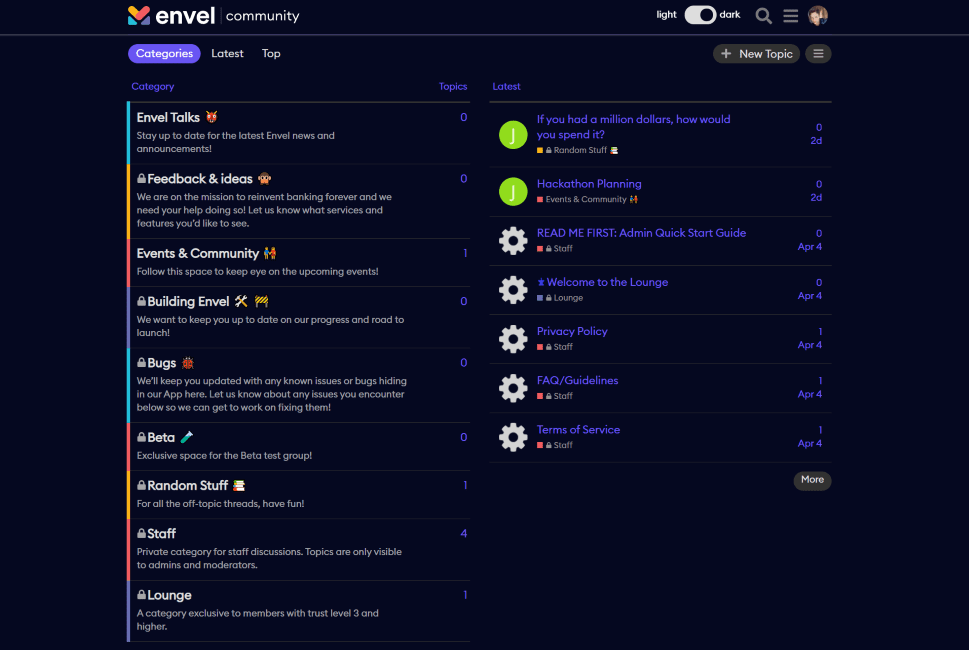 envel community
light dark
Categories Latest Top
+ New Topic
Category Topics
Envel Talks 0
Stay up to date for the latest Envel news and
announcements!
Feedback & ideas 0
We are on the mission to reinvent banking forever and we
need your help doing so! Let us know what services and
features you'd like to see.
Events & Community 1
Follow this space to keep eye on the upcoming events!
Building Envel 0
We want to keep you up to date on our progress and road to
launch!
Bugs 0
We'll keep you updated with any known issues or bugs hiding
in our App here. Let us know about any issues you encounter
below so we can get to work on fixing them!
Beta 0
Exclusive space for the Beta test group!
Random Stuff 1
For all the off-topic threads, have fun!
Staff 4
Private category for staff discussions. Topics are only visible
to admins and moderators.
Lounge 1
A category exclusive to members with trust level 3 and
higher.
Latest
J
If you had a million dollars, how would
you spend it?
Random Stuff
0
2d
J
Hackathon Planning
Events & Community
0
2d
READ ME FIRST: Admin Quick Start Guide
Staff
0
Apr 4
Welcome to the Lounge
Lounge
0
Apr 4
Privacy Policy
Staff
1
Apr 4
FAQ/Guidelines
Staff
1
Apr 4
Terms of Service
Staff
1
Apr 4
More